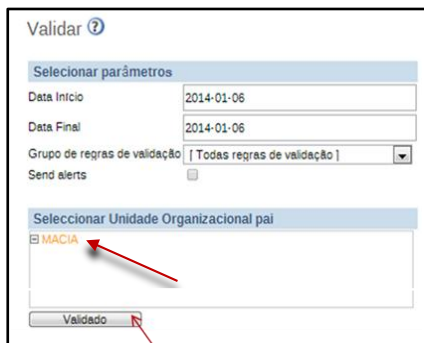 Validar
Selecionar parâmetros
Data Início 2014-01-06
Data Final 2014-01-06
Grupo de regras de validação [ Todas regras de validação ]
Send alerts
Seleccionar Unidade Organizacional pai
MACIA
Validado